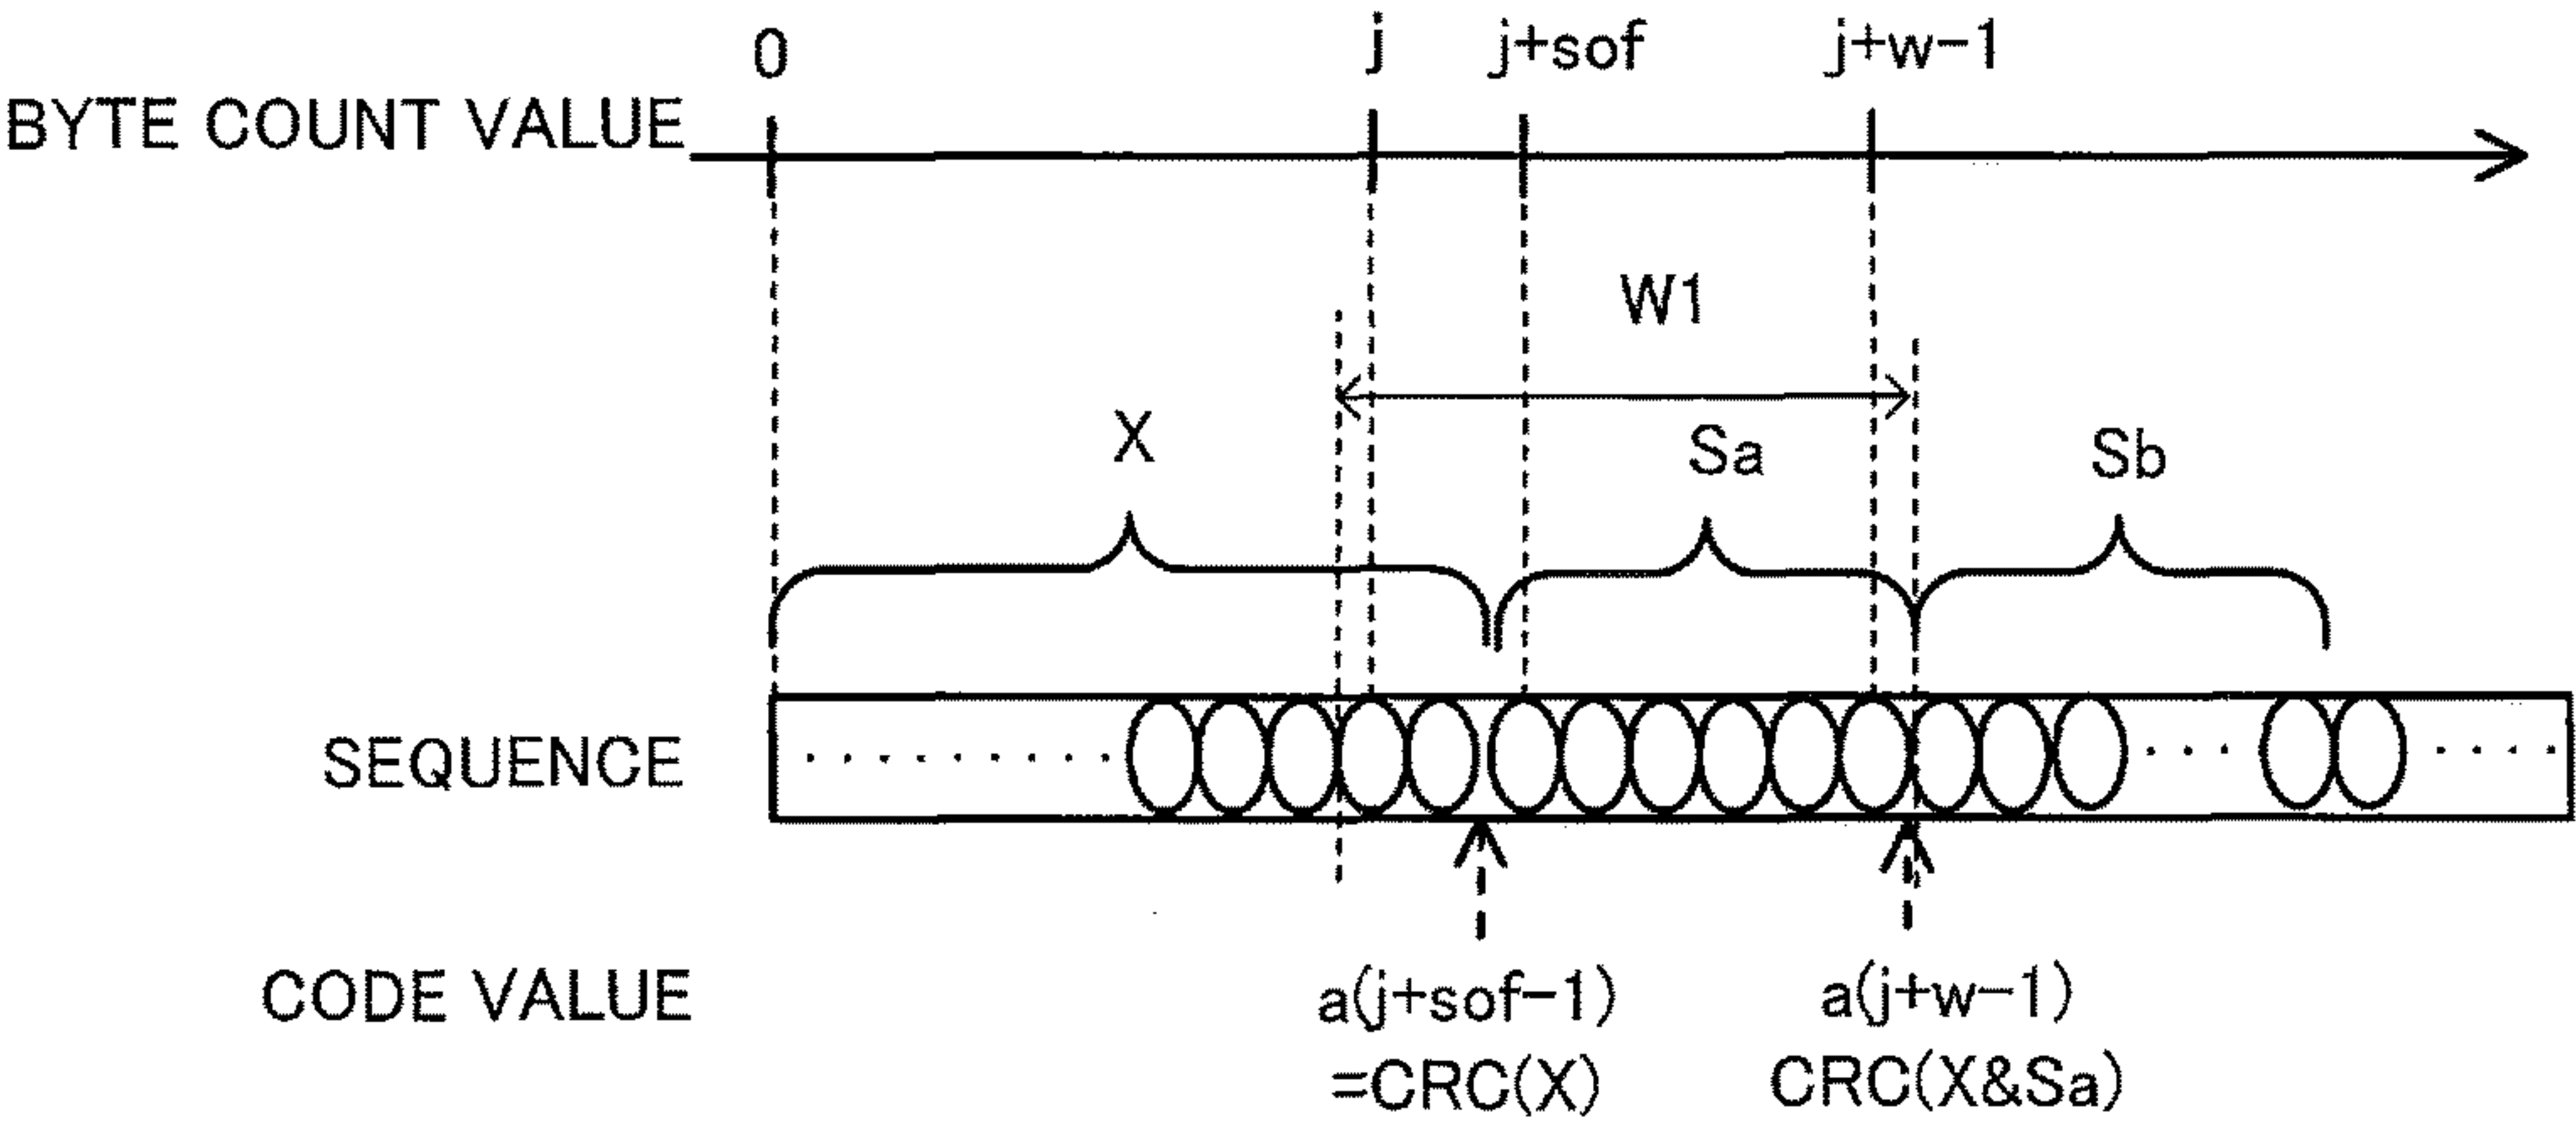 0 j j+sof j+w-1
BYTE COUNT VALUE
W1
X Sa Sb
SEQUENCE
CODE VALUE a(j+sof-1) a(j+w-1)
=CRC(X) CRC(X&Sa)